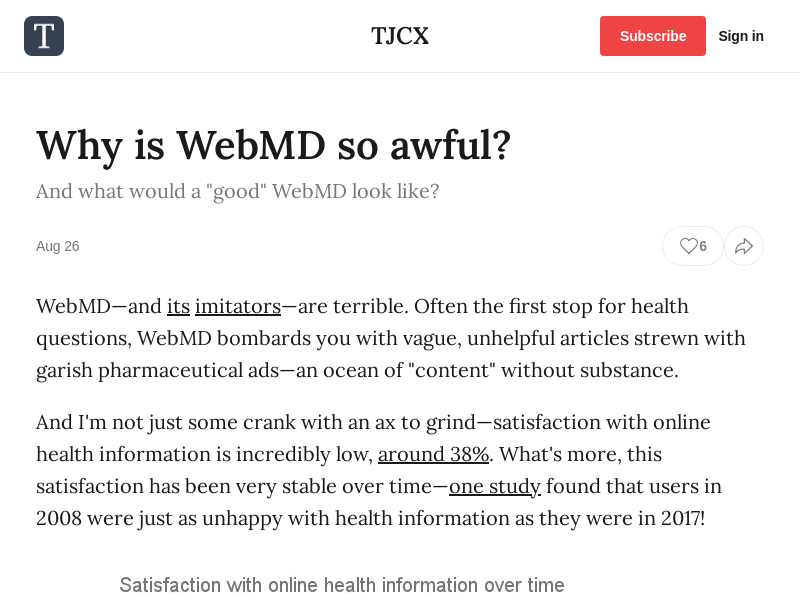 T
TJCX
Subscribe
Sign in
Why is WebMD so awful?
And what would a "good" WebMD look like?
Aug 26
6
WebMD—and its imitators—are terrible. Often the first stop for health
questions, WebMD bombards you with vague, unhelpful articles strewn with
garish pharmaceutical ads—an ocean of "content" without substance.
And I'm not just some crank with an ax to grind—satisfaction with online
health information is incredibly low, around 38%. What's more, this
satisfaction has been very stable over time—one study found that users in
2008 were just as unhappy with health information as they were in 2017!
Satisfaction with online health information over time